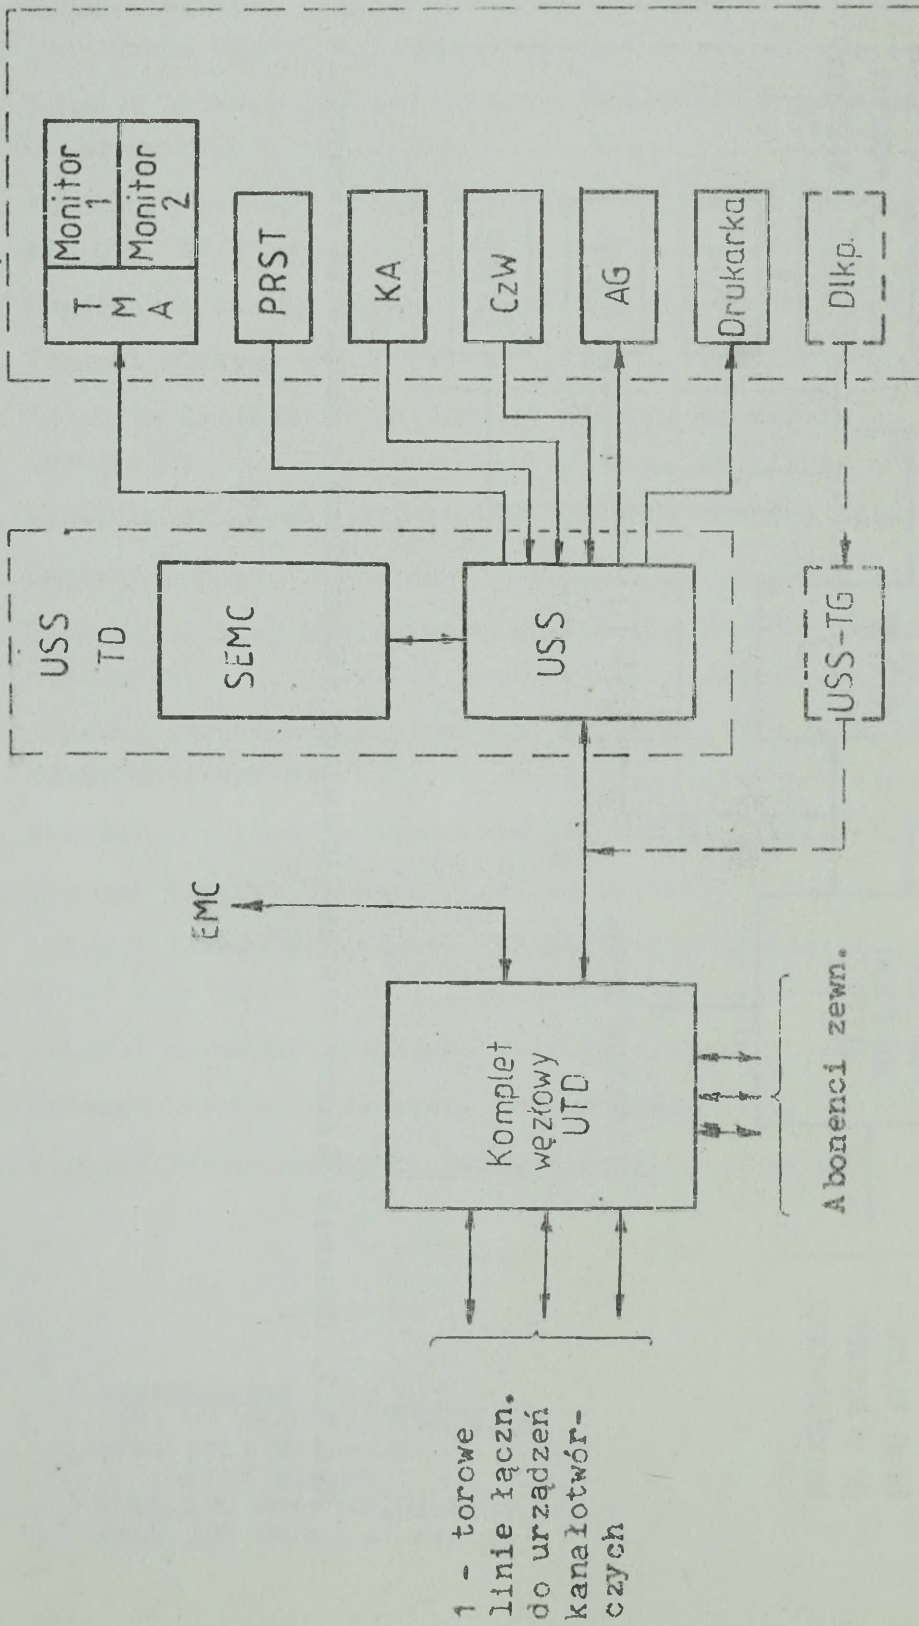 Monitor
1
Monitor
2
T
M
A
PRST
KA
CzW
AG
Drukarka
Dlkp.
USS
TD
SEMC
USS
USS-TG
EMC
Komplet
węzłowy
UTD
Abonenci zewn.
1 - torowe
linie łączn.
do urządzeń
kanałotwór-
czych